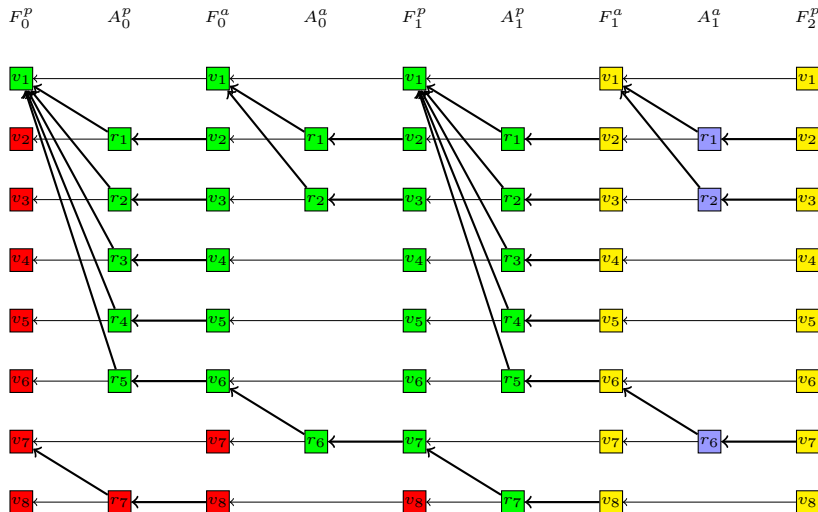 F_0^p A_0^p F_0^a A_0^a F_1^p A_1^p F_1^a A_1^a F_2^p
v_1 v_1 v_1 v_1 v_1
v_2 r_1 v_2 r_1 v_2 r_1 v_2 r_1 v_2
v_3 r_2 v_3 r_2 v_3 r_2 v_3 r_2 v_3
v_4 r_3 v_4 v_4 r_3 v_4 v_4
v_5 r_4 v_5 v_5 r_4 v_5 v_5
v_6 r_5 v_6 v_6 r_5 v_6 v_6
v_7 v_7 r_6 v_7 v_7 r_6 v_7
v_8 r_7 v_8 v_8 r_7 v_8 v_8